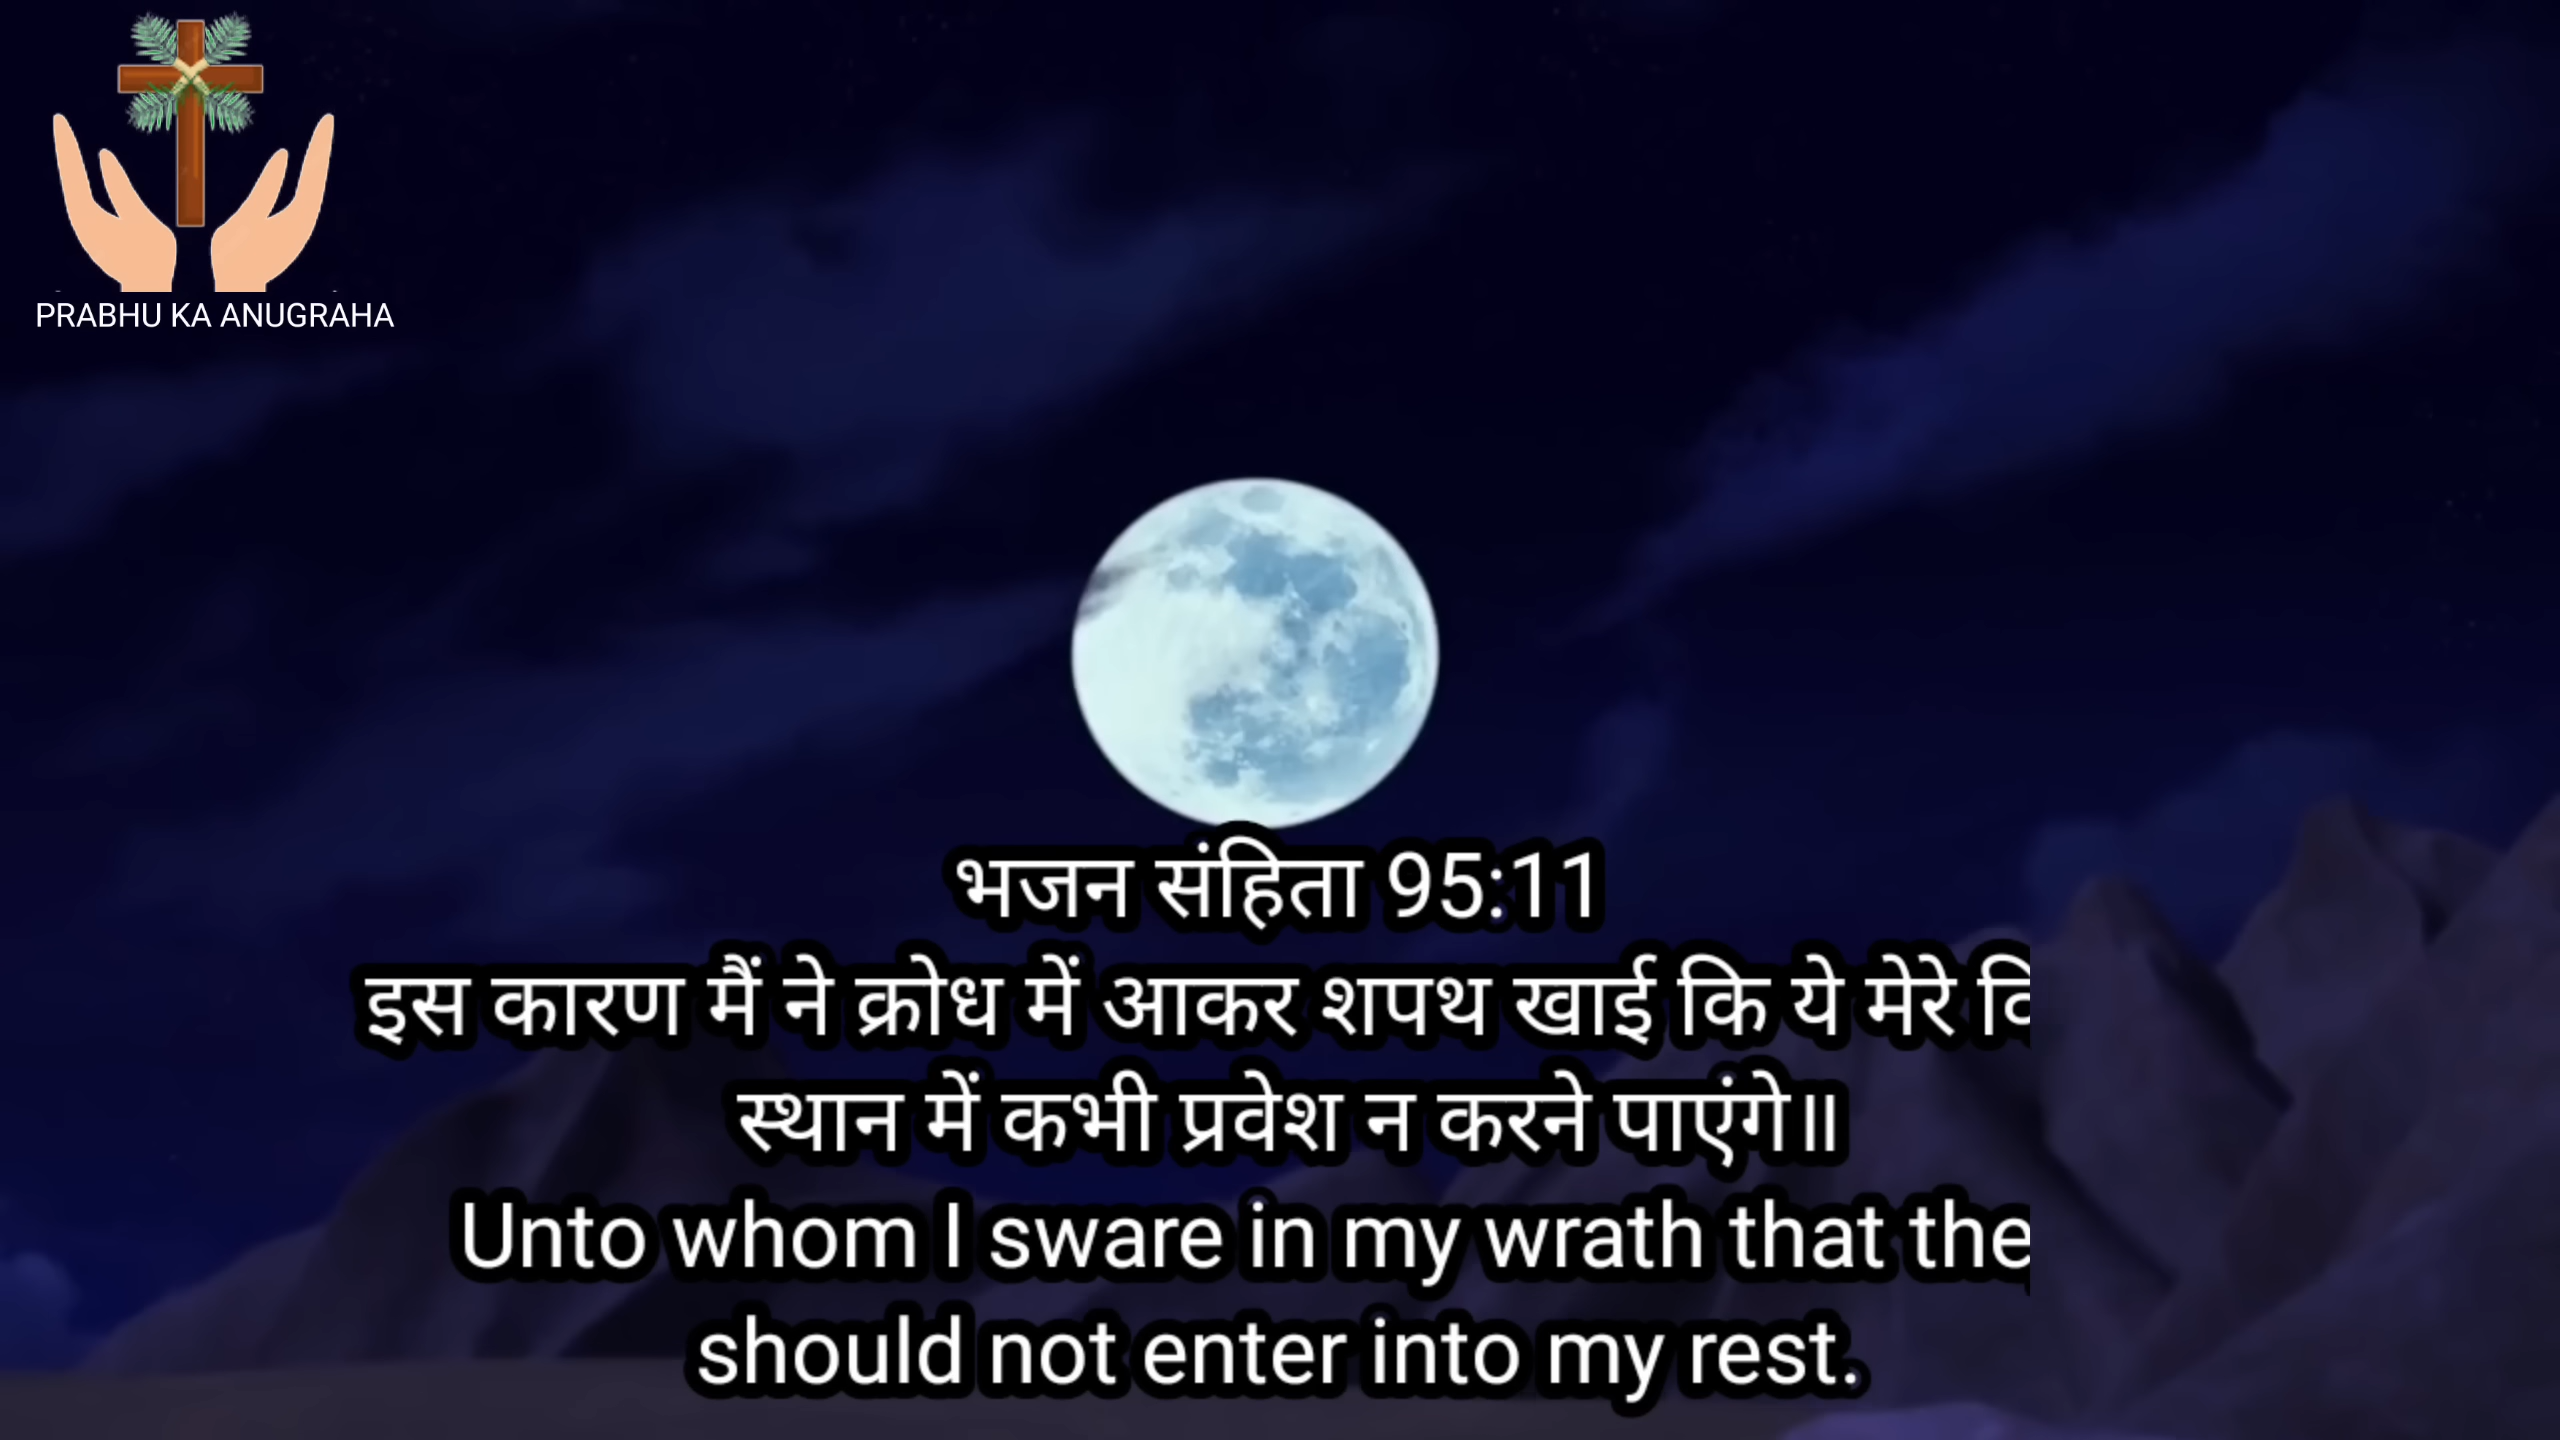 PRABHU KA ANUGRAHA
भजन संहिता 95:11
इस कारण मैं ने क्रोध में आकर शपथ खाई कि ये मेरे
स्थान में कभी प्रवेश न करने पाएंगे॥
Unto whom I sware in my wrath that the
should not enter into my rest.